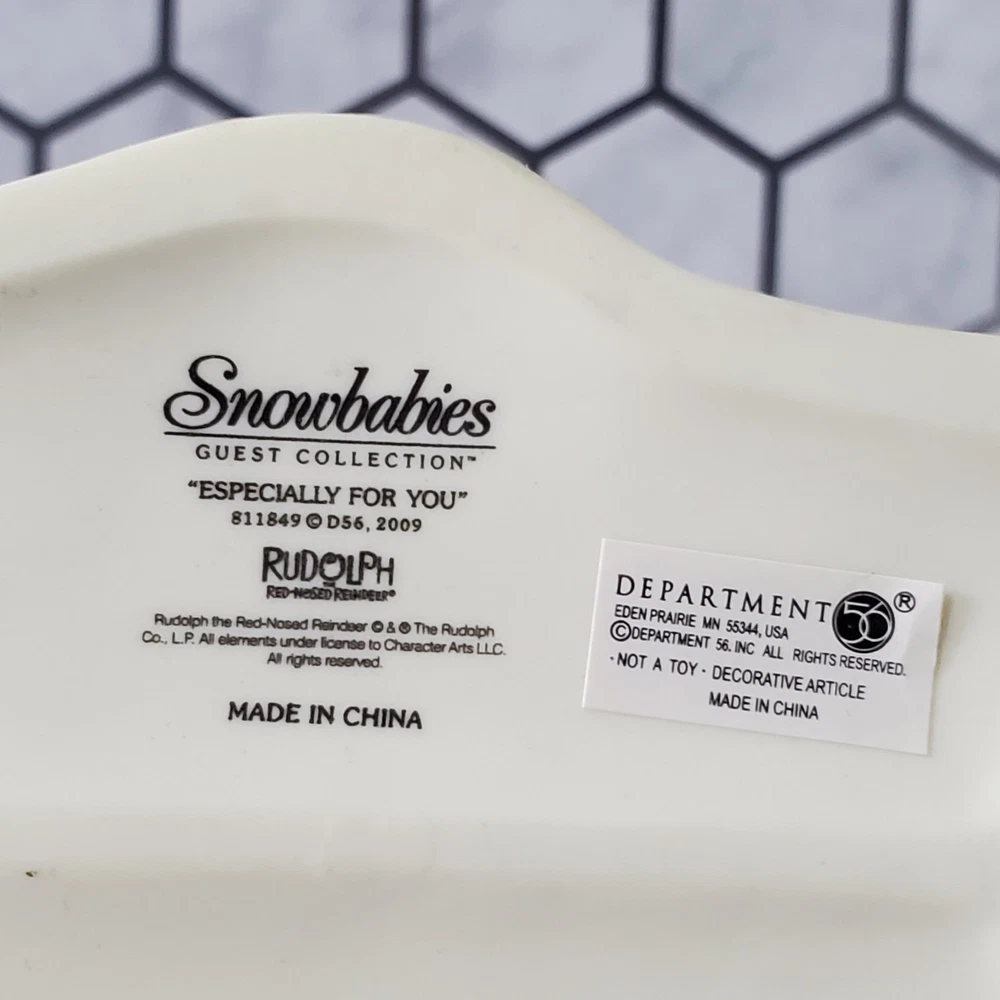 Snowbabies
GUEST COLLECTION™
"ESPECIALLY FOR YOU"
811849 © D56, 2009
RUDOLPH
RED-NOSED REINDEER®
Rudolph the Red-Nosed Reindeer © & ® The Rudolph
Co., L.P. All elements under license to Character Arts LLC.
All rights reserved.
MADE IN CHINA
DEPARTMENT 56 ®
EDEN PRAIRIE MN 55344, USA
©DEPARTMENT 56. INC ALL RIGHTS RESERVED.
· NOT A TOY · DECORATIVE ARTICLE
MADE IN CHINA